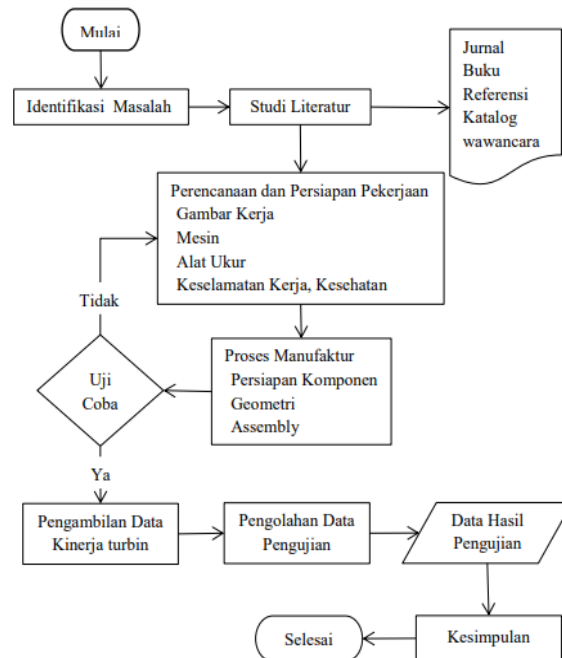 Mulai
Identifikasi Masalah
Studi Literatur
Jurnal
Buku
Referensi
Katalog
wawancara
Perencanaan dan Persiapan Pekerjaan
Gambar Kerja
Mesin
Alat Ukur
Keselamatan Kerja, Kesehatan
Tidak
Uji
Coba
Proses Manufaktur
Persiapan Komponen
Geometri
Assembly
Ya
Pengambilan Data
Kinerja turbin
Pengolahan Data
Pengujian
Data Hasil
Pengujian
Kesimpulan
Selesai